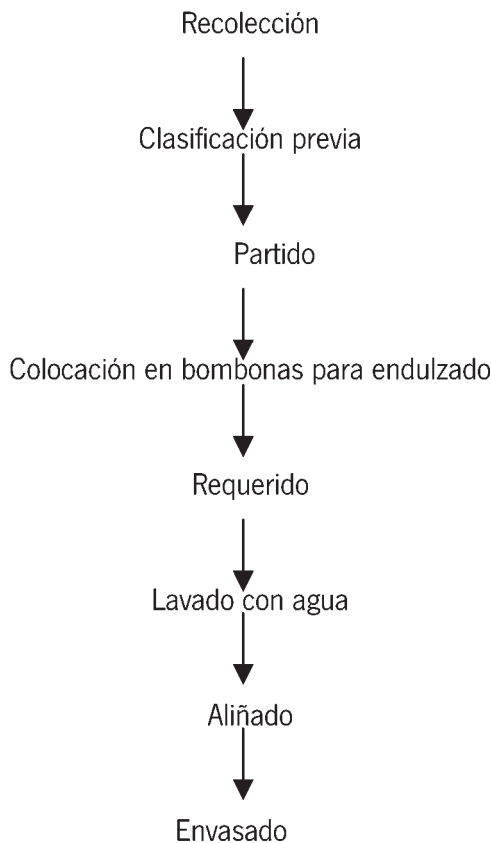 Recolección
Clasificación previa
Partido
Colocación en bombonas para endulzado
Requerido
Lavado con agua
Aliñado
Envasado